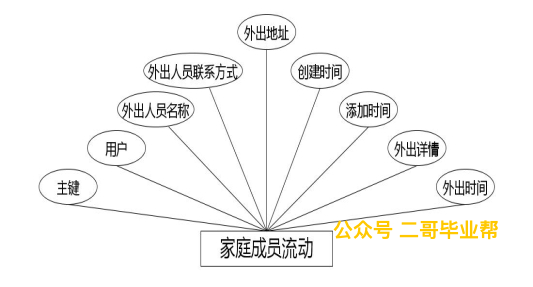 外出地址
外出人员联系方式
创建时间
外出人员名称
添加时间
用户
外出详情
主键
外出时间
家庭成员流动
公众号 二哥毕业帮